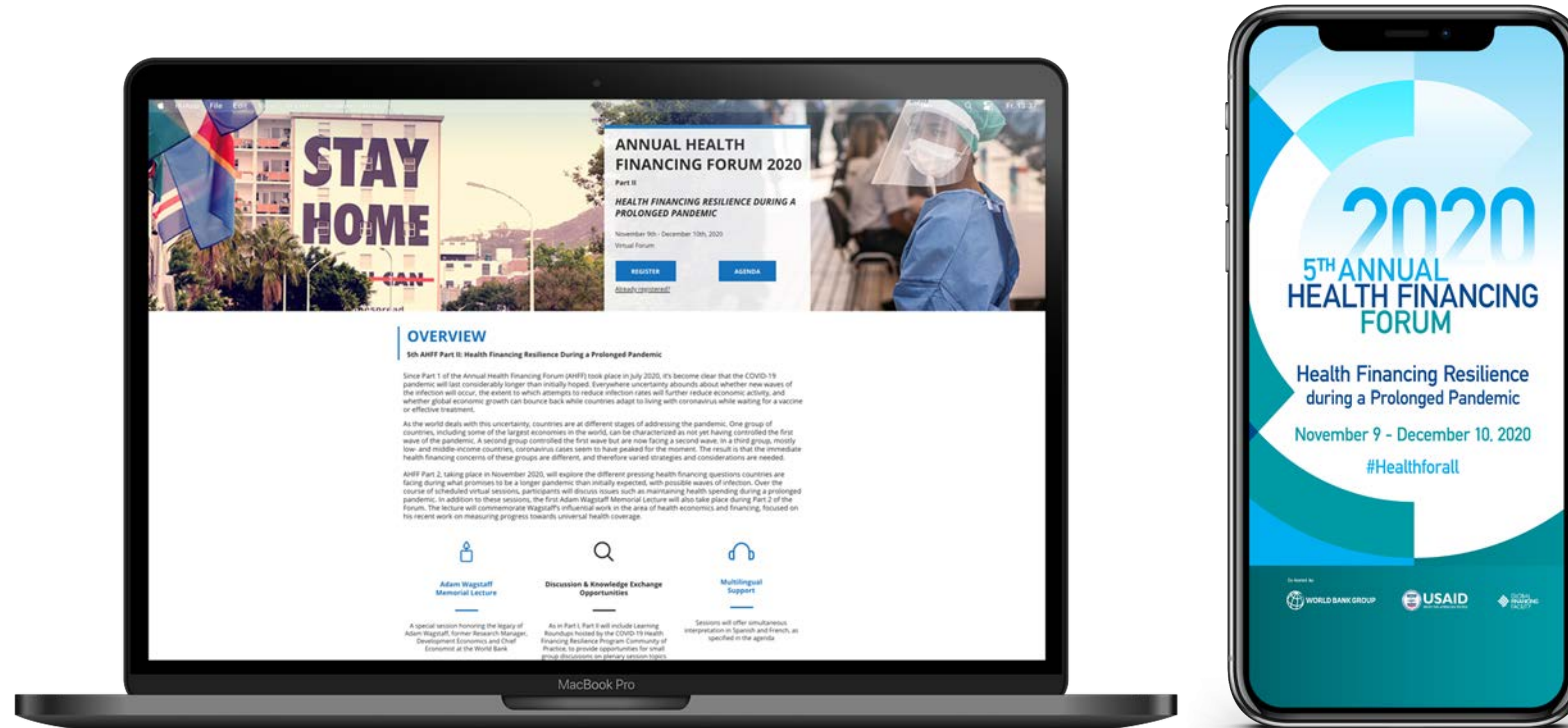 File Edit
STAY
HOME
CAN
ANNUAL HEALTH
FINANCING FORUM 2020
Part II
HEALTH FINANCING RESILIENCE DURING A
PROLONGED PANDEMIC
November 9th - December 10th, 2020
Virtual Forum
REGISTER AGENDA
Already registered?
OVERVIEW
5th AHFF Part II: Health Financing Resilience During a Prolonged Pandemic
Since Part 1 of the Annual Health Financing Forum (AHFF) took place in July 2020, it's become clear that the COVID-19
pandemic will last considerably longer than initially hoped. Everywhere uncertainty abounds about whether new waves of
the infection will occur, the extent to which attempts to reduce infection rates will further reduce economic activity, and
whether global economic growth can bounce back while countries adapt to living with coronavirus while waiting for a vaccine
or effective treatment.
As the world deals with this uncertainty, countries are at different stages of addressing the pandemic. One group of
countries, including some of the largest economies in the world, can be characterized as not yet having controlled the first
wave of the pandemic. A second group controlled the first wave but are now facing a second wave. In a third group, mostly
low- and middle-income countries, coronavirus cases seem to have peaked for the moment. The result is that the immediate
health financing concerns of these groups are different, and therefore varied strategies and considerations are needed.
AHFF Part 2, taking place in November 2020, will explore the different pressing health financing questions countries are
facing during what promises to be a longer pandemic than initially expected, with possible waves of infection. Over the
course of scheduled virtual sessions, participants will discuss issues such as maintaining health spending during a prolonged
pandemic. In addition to these sessions, the first Adam Wagstaff Memorial Lecture will also take place during Part 2 of the
Forum. The lecture will commemorate Wagstaff's influential work in the area of health economics and financing, focused on
his recent work on measuring progress towards universal health coverage.
Adam Wagstaff
Memorial Lecture
A special session honoring the legacy of
Adam Wagstaff, former Research Manager,
Development Economics and Chief
Economist at the World Bank
Discussion & Knowledge Exchange
Opportunities
As in Part I, Part II will include Learning
Roundups hosted by the COVID-19 Health
Financing Resilience Program Community of
Practice, to provide opportunities for small
group discussions on plenary session topics
Multilingual
Support
Sessions will offer simultaneous
interpretation in Spanish and French, as
specified in the agenda
MacBook Pro
2020
5TH ANNUAL
HEALTH FINANCING
FORUM
Health Financing Resilience
during a Prolonged Pandemic
November 9 - December 10, 2020
#Healthforall
WORLD BANK GROUP
USAID
GLOBAL
FINANCING
FACILITY